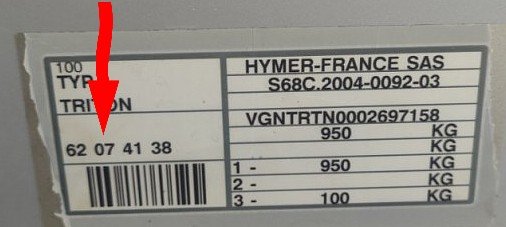 100
TYP
TRITON
62 07 41 38
HYMER-FRANCE SAS
S68C.2004-0092-03
VGNTRTN0002697158
950 KG
KG
1 - 950 KG
2 - KG
3 - 100 KG